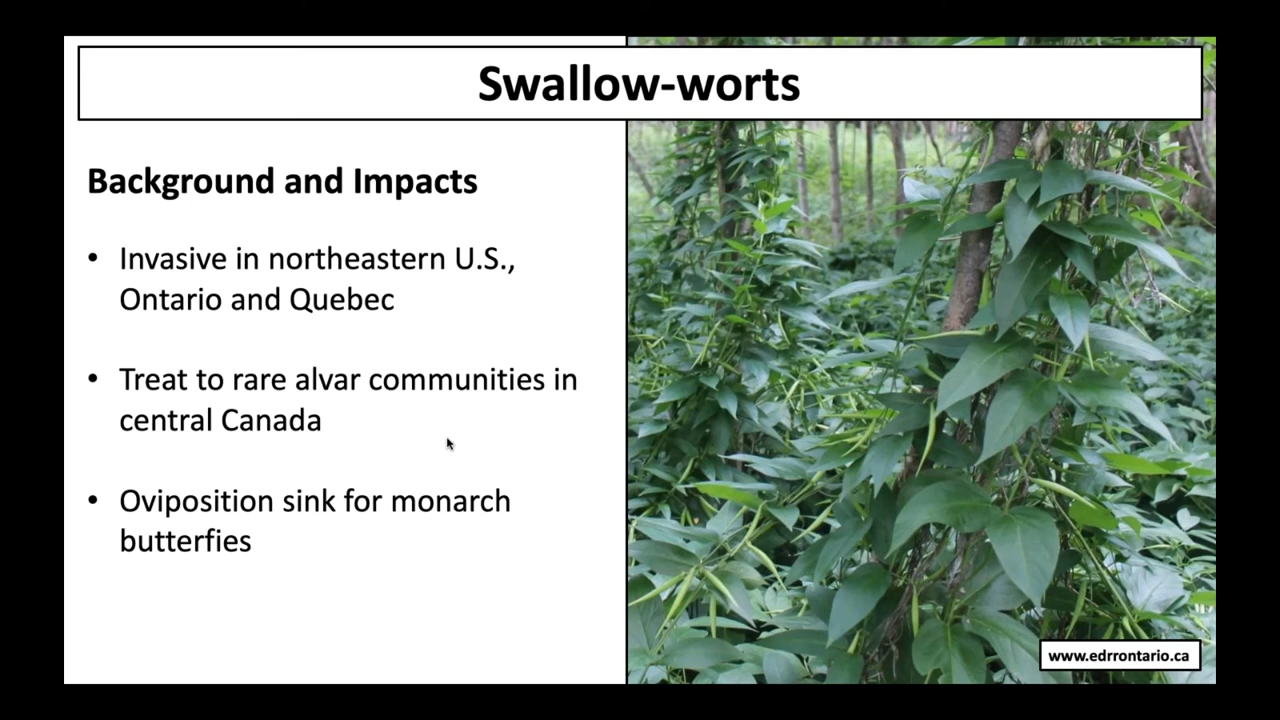 Swallow-worts
Background and Impacts
• Invasive in northeastern U.S.,
Ontario and Quebec
• Treat to rare alvar communities in
central Canada
• Oviposition sink for monarch
butterfies
www.edrrontario.ca